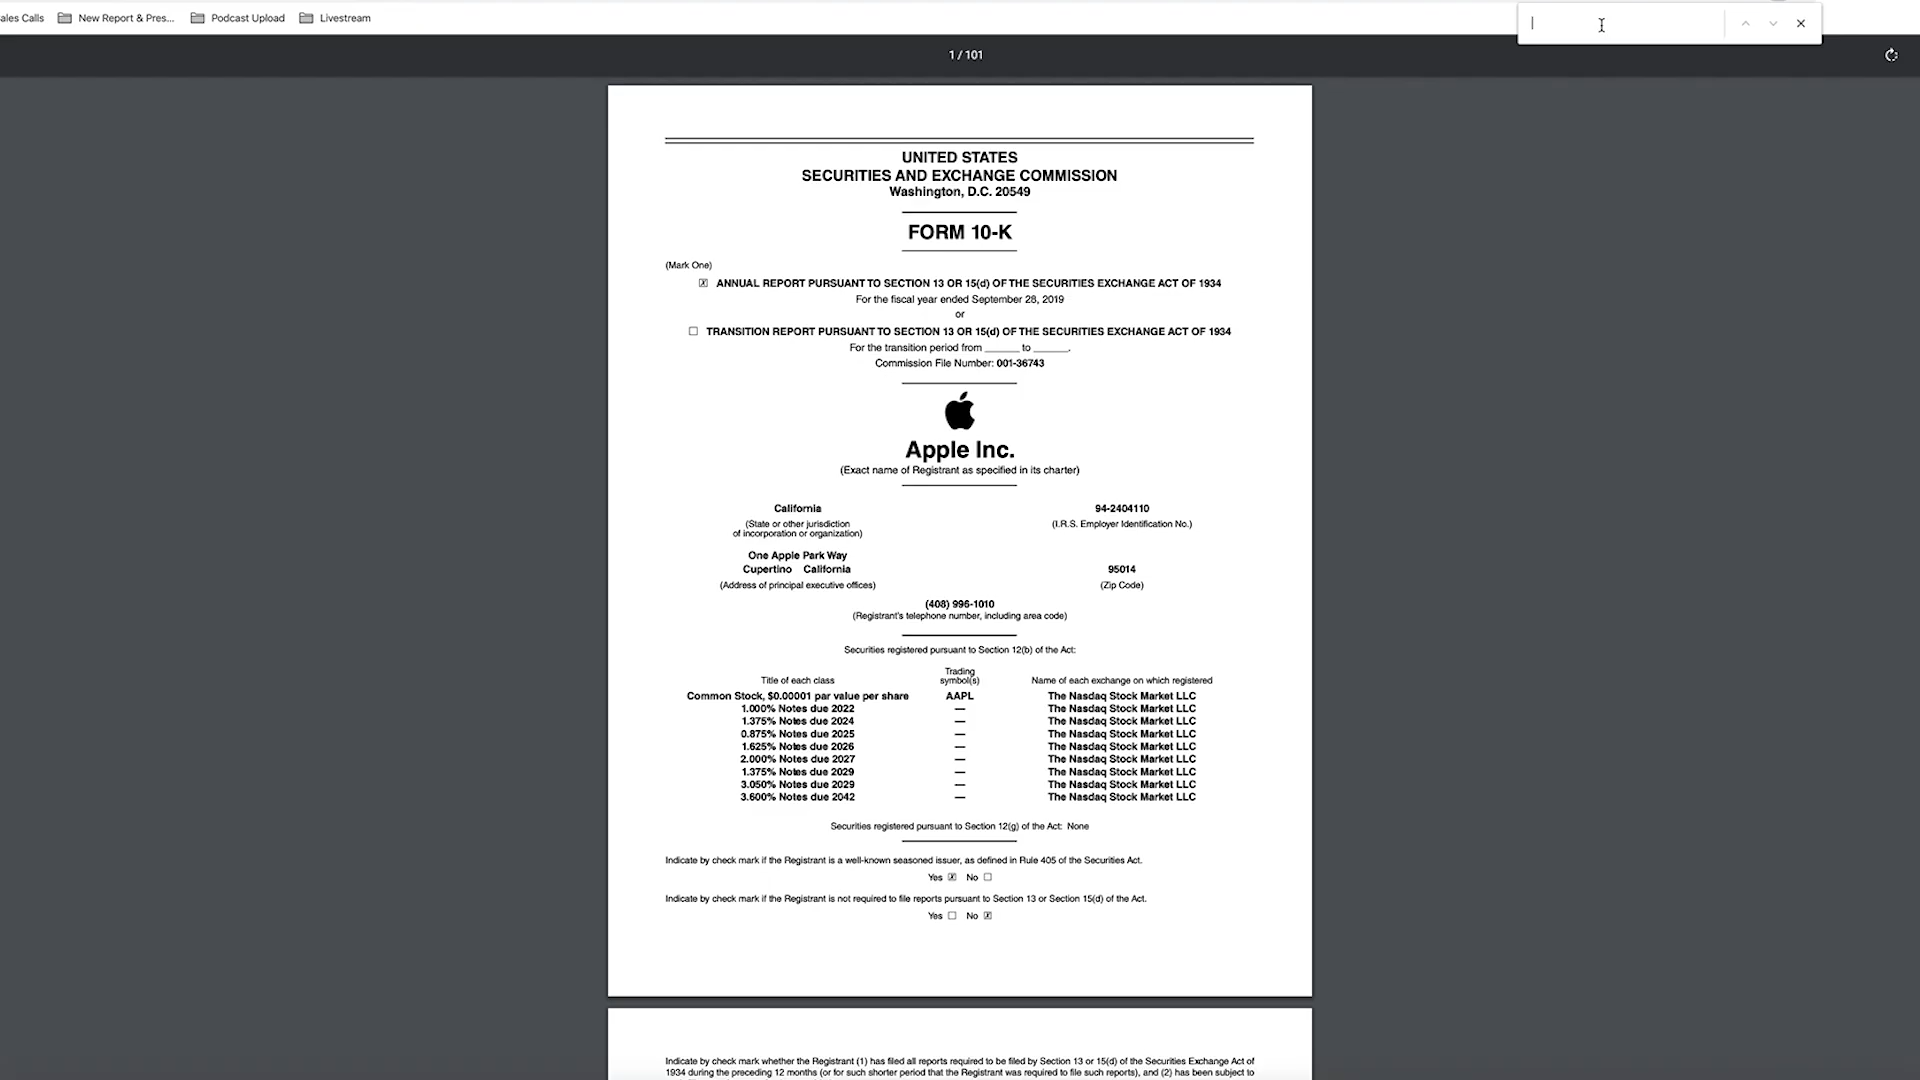 ales Calls New Report & Pres... Podcast Upload Livestream
1 / 101
UNITED STATES
SECURITIES AND EXCHANGE COMMISSION
Washington, D.C. 20549
FORM 10-K
(Mark One)
☒ ANNUAL REPORT PURSUANT TO SECTION 13 OR 15(d) OF THE SECURITIES EXCHANGE ACT OF 1934
For the fiscal year ended September 28, 2019
or
☐ TRANSITION REPORT PURSUANT TO SECTION 13 OR 15(d) OF THE SECURITIES EXCHANGE ACT OF 1934
For the transition period from ______ to ______.
Commission File Number: 001-36743
Apple Inc.
(Exact name of Registrant as specified in its charter)
California 94-2404110
(State or other jurisdiction (I.R.S. Employer Identification No.)
of incorporation or organization)
One Apple Park Way
Cupertino California 95014
(Address of principal executive offices) (Zip Code)
(408) 996-1010
(Registrant's telephone number, including area code)
Securities registered pursuant to Section 12(b) of the Act:
Title of each class Trading symbol(s) Name of each exchange on which registered
Common Stock, $0.00001 par value per share AAPL The Nasdaq Stock Market LLC
1.000% Notes due 2022 — The Nasdaq Stock Market LLC
1.375% Notes due 2024 — The Nasdaq Stock Market LLC
0.875% Notes due 2025 — The Nasdaq Stock Market LLC
1.625% Notes due 2026 — The Nasdaq Stock Market LLC
2.000% Notes due 2027 — The Nasdaq Stock Market LLC
1.375% Notes due 2029 — The Nasdaq Stock Market LLC
3.050% Notes due 2029 — The Nasdaq Stock Market LLC
3.600% Notes due 2042 — The Nasdaq Stock Market LLC
Securities registered pursuant to Section 12(g) of the Act: None
Indicate by check mark if the Registrant is a well-known seasoned issuer, as defined in Rule 405 of the Securities Act.
Yes ☒ No ☐
Indicate by check mark if the Registrant is not required to file reports pursuant to Section 13 or Section 15(d) of the Act.
Yes ☐ No ☒
Indicate by check mark whether the Registrant (1) has filed all reports required to be filed by Section 13 or 15(d) of the Securities Exchange Act of
1934 during the preceding 12 months (or for such shorter period that the Registrant was required to file such reports), and (2) has been subject to